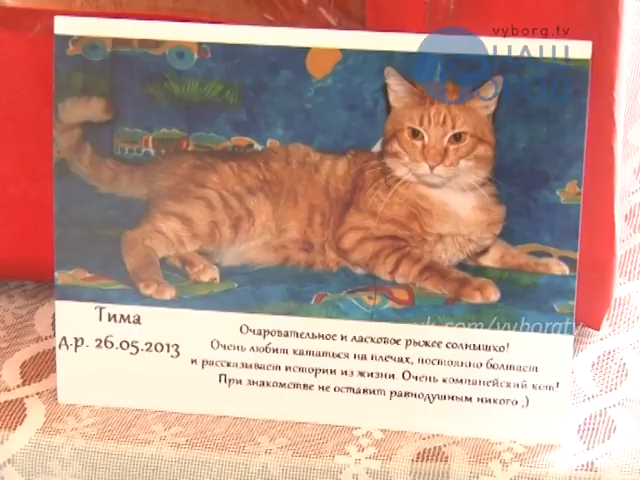 vyborg.tv
НАШ
ГОРОД
Тима
д.р. 26.05.2013
Очаровательное и ласковое рыжее солнышко!
Очень любит кататься на плечах, постоянно болтает
и рассказывает истории из жизни. Очень компанейский кот!
При знакомстве не оставит равнодушным никого ;)